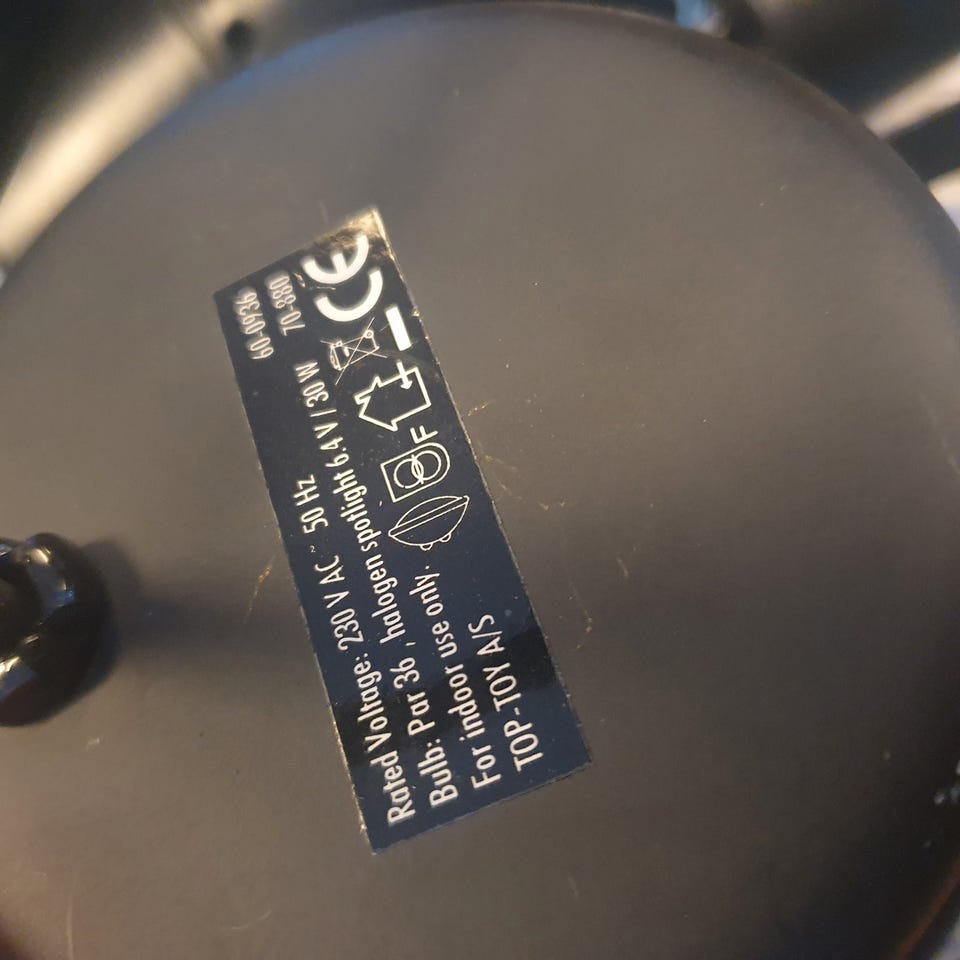 60-0936
Rated Voltage: 230 V AC ~ 50 Hz 70-880
Bulb: Par 36 , halogen spotlight 6.4 V / 30 W
For indoor use only.
TOP-TOY A/S
F
CE